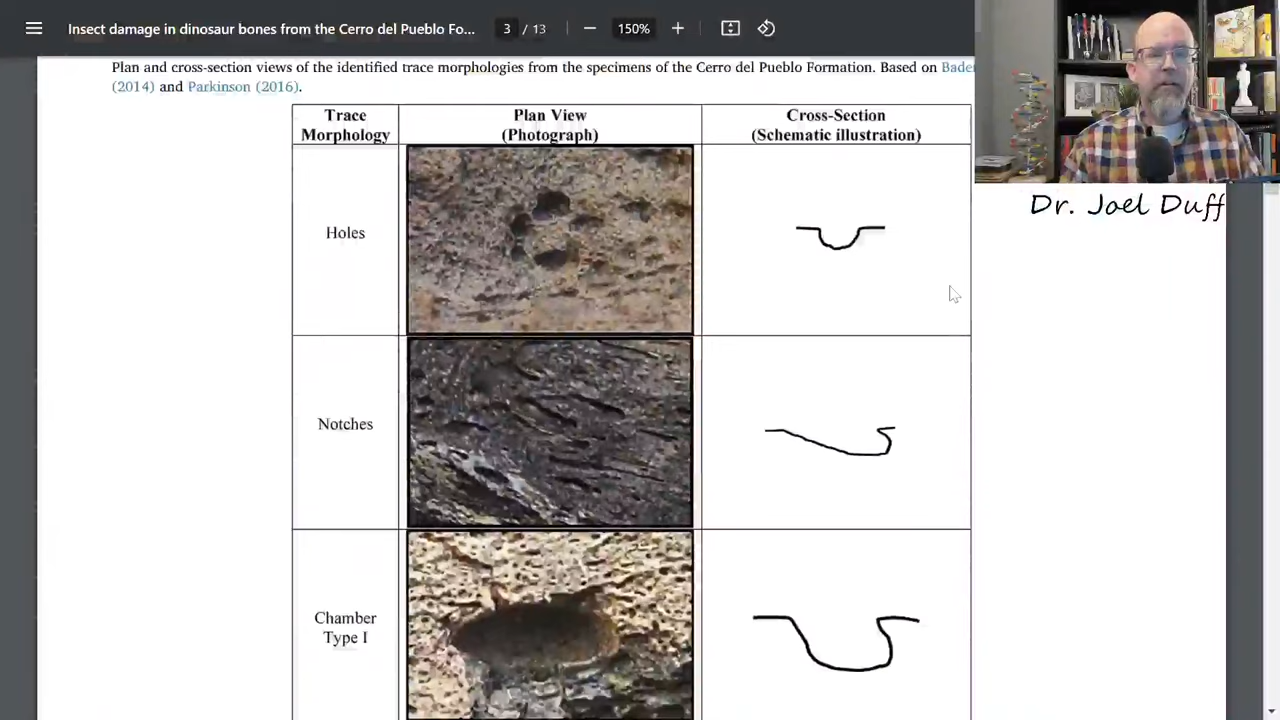 Insect damage in dinosaur bones from the Cerro del Pueblo Fo...
3 / 13
150%
Plan and cross-section views of the identified trace morphologies from the specimens of the Cerro del Pueblo Formation. Based on Bader
(2014) and Parkinson (2016).
Trace Morphology
Plan View (Photograph)
Cross-Section (Schematic illustration)
Holes
Notches
Chamber Type I
Dr. Joel Duff